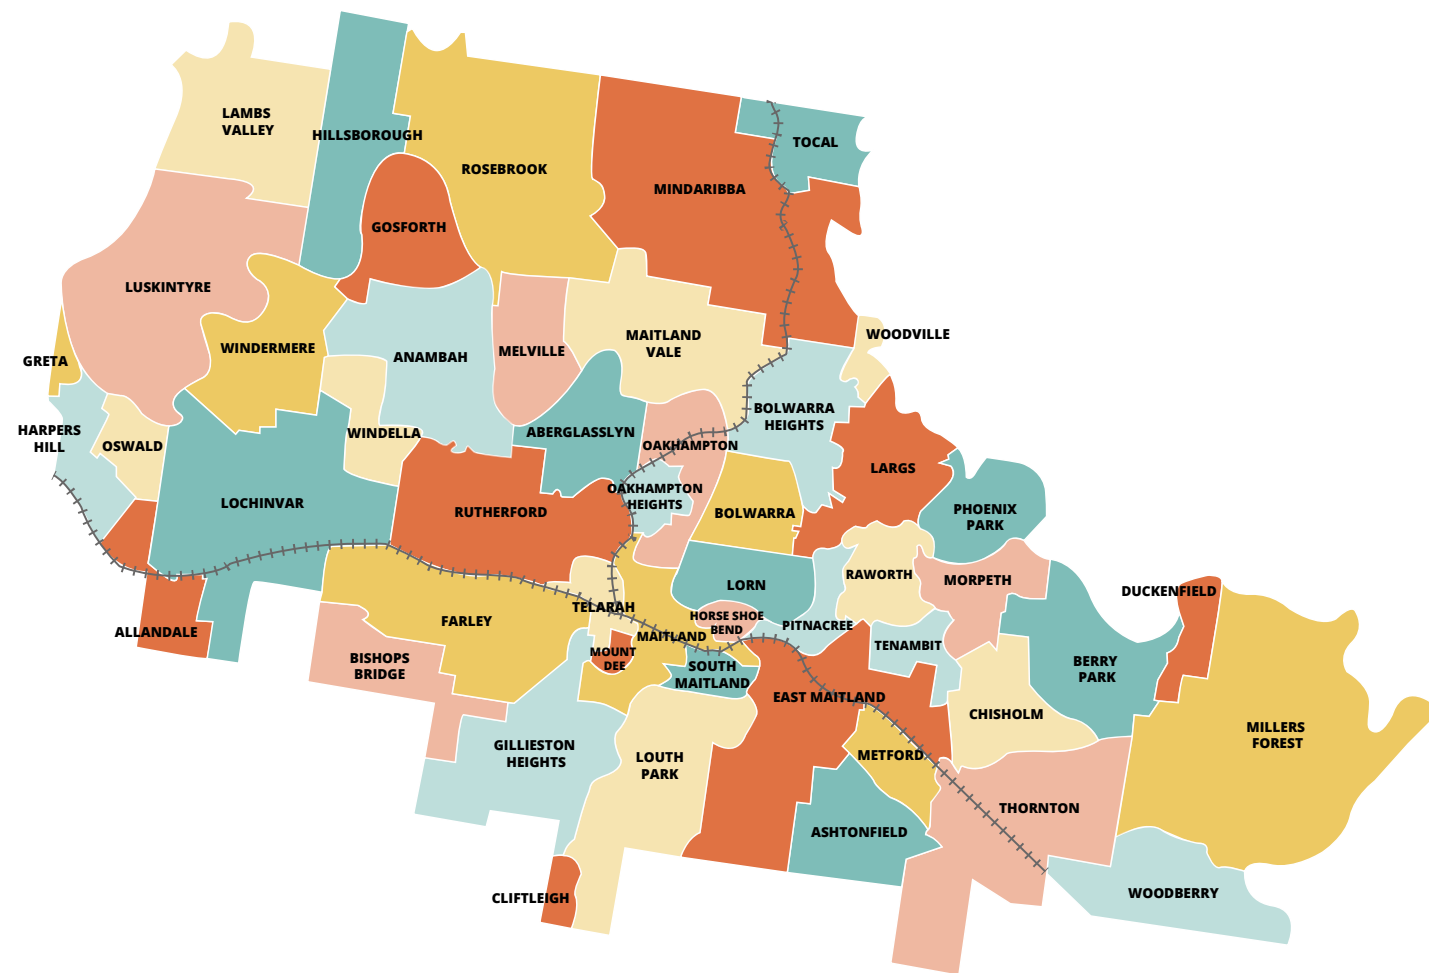 LAMBS
VALLEY
HILLSBOROUGH
ROSEBROOK
TOCAL
MINDARIBBA
GOSFORTH
LUSKINTYRE
WINDERMERE
GRETA
ANAMBAH
MELVILLE
MAITLAND
VALE
WOODVILLE
HARPERS
HILL
OSWALD
WINDELLA
ABERGLASSLYN
OAKHAMPTON
BOLWARRA
HEIGHTS
LARGS
LOCHINVAR
RUTHERFORD
OAKHAMPTON
HEIGHTS
BOLWARRA
PHOENIX
PARK
ALLANDALE
FARLEY
TELARAH
LORN
RAWORTH
MORPETH
DUCKENFIELD
HORSE SHOE
BEND
PITNACREE
MAITLAND
TENAMBIT
BISHOPS
BRIDGE
MOUNT
DEE
SOUTH
MAITLAND
BERRY
PARK
EAST MAITLAND
CHISHOLM
MILLERS
FOREST
GILLIESTON
HEIGHTS
LOUTH
PARK
METFORD
THORNTON
ASHTONFIELD
CLIFTLEIGH
WOODBERRY